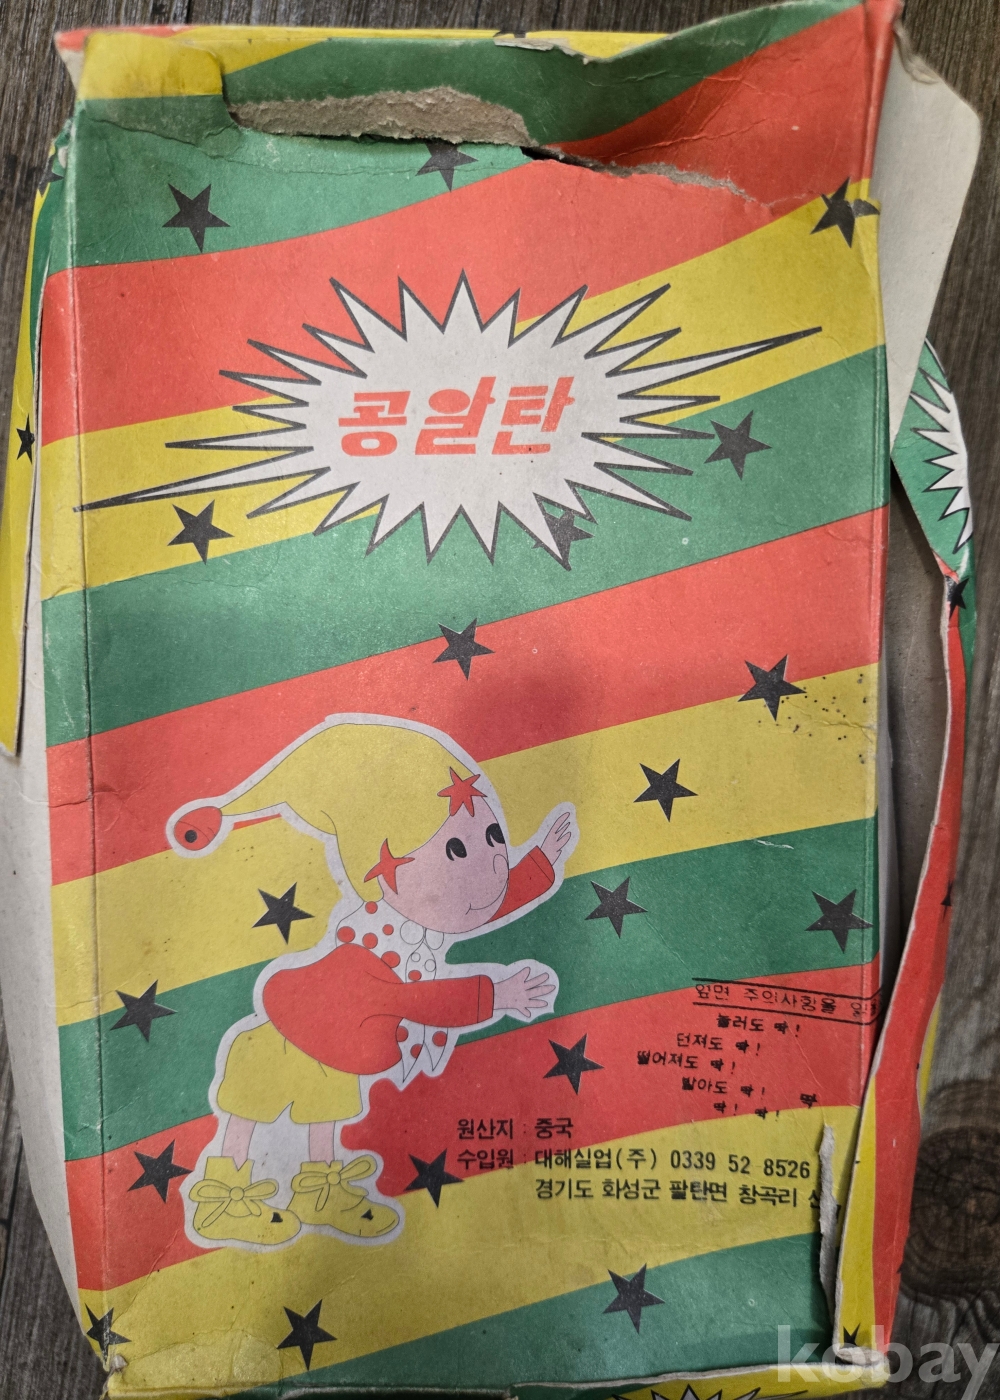 콩알탄
앞면 주의사항을
눌러도 딱!
던져도 딱!
떨어져도 딱!
밟아도 딱!
딱! 딱! 딱
원산지 : 중국
수입원 : 대해실업(주) 0339 52 8526
경기도 화성군 팔탄면 창곡리
kobay